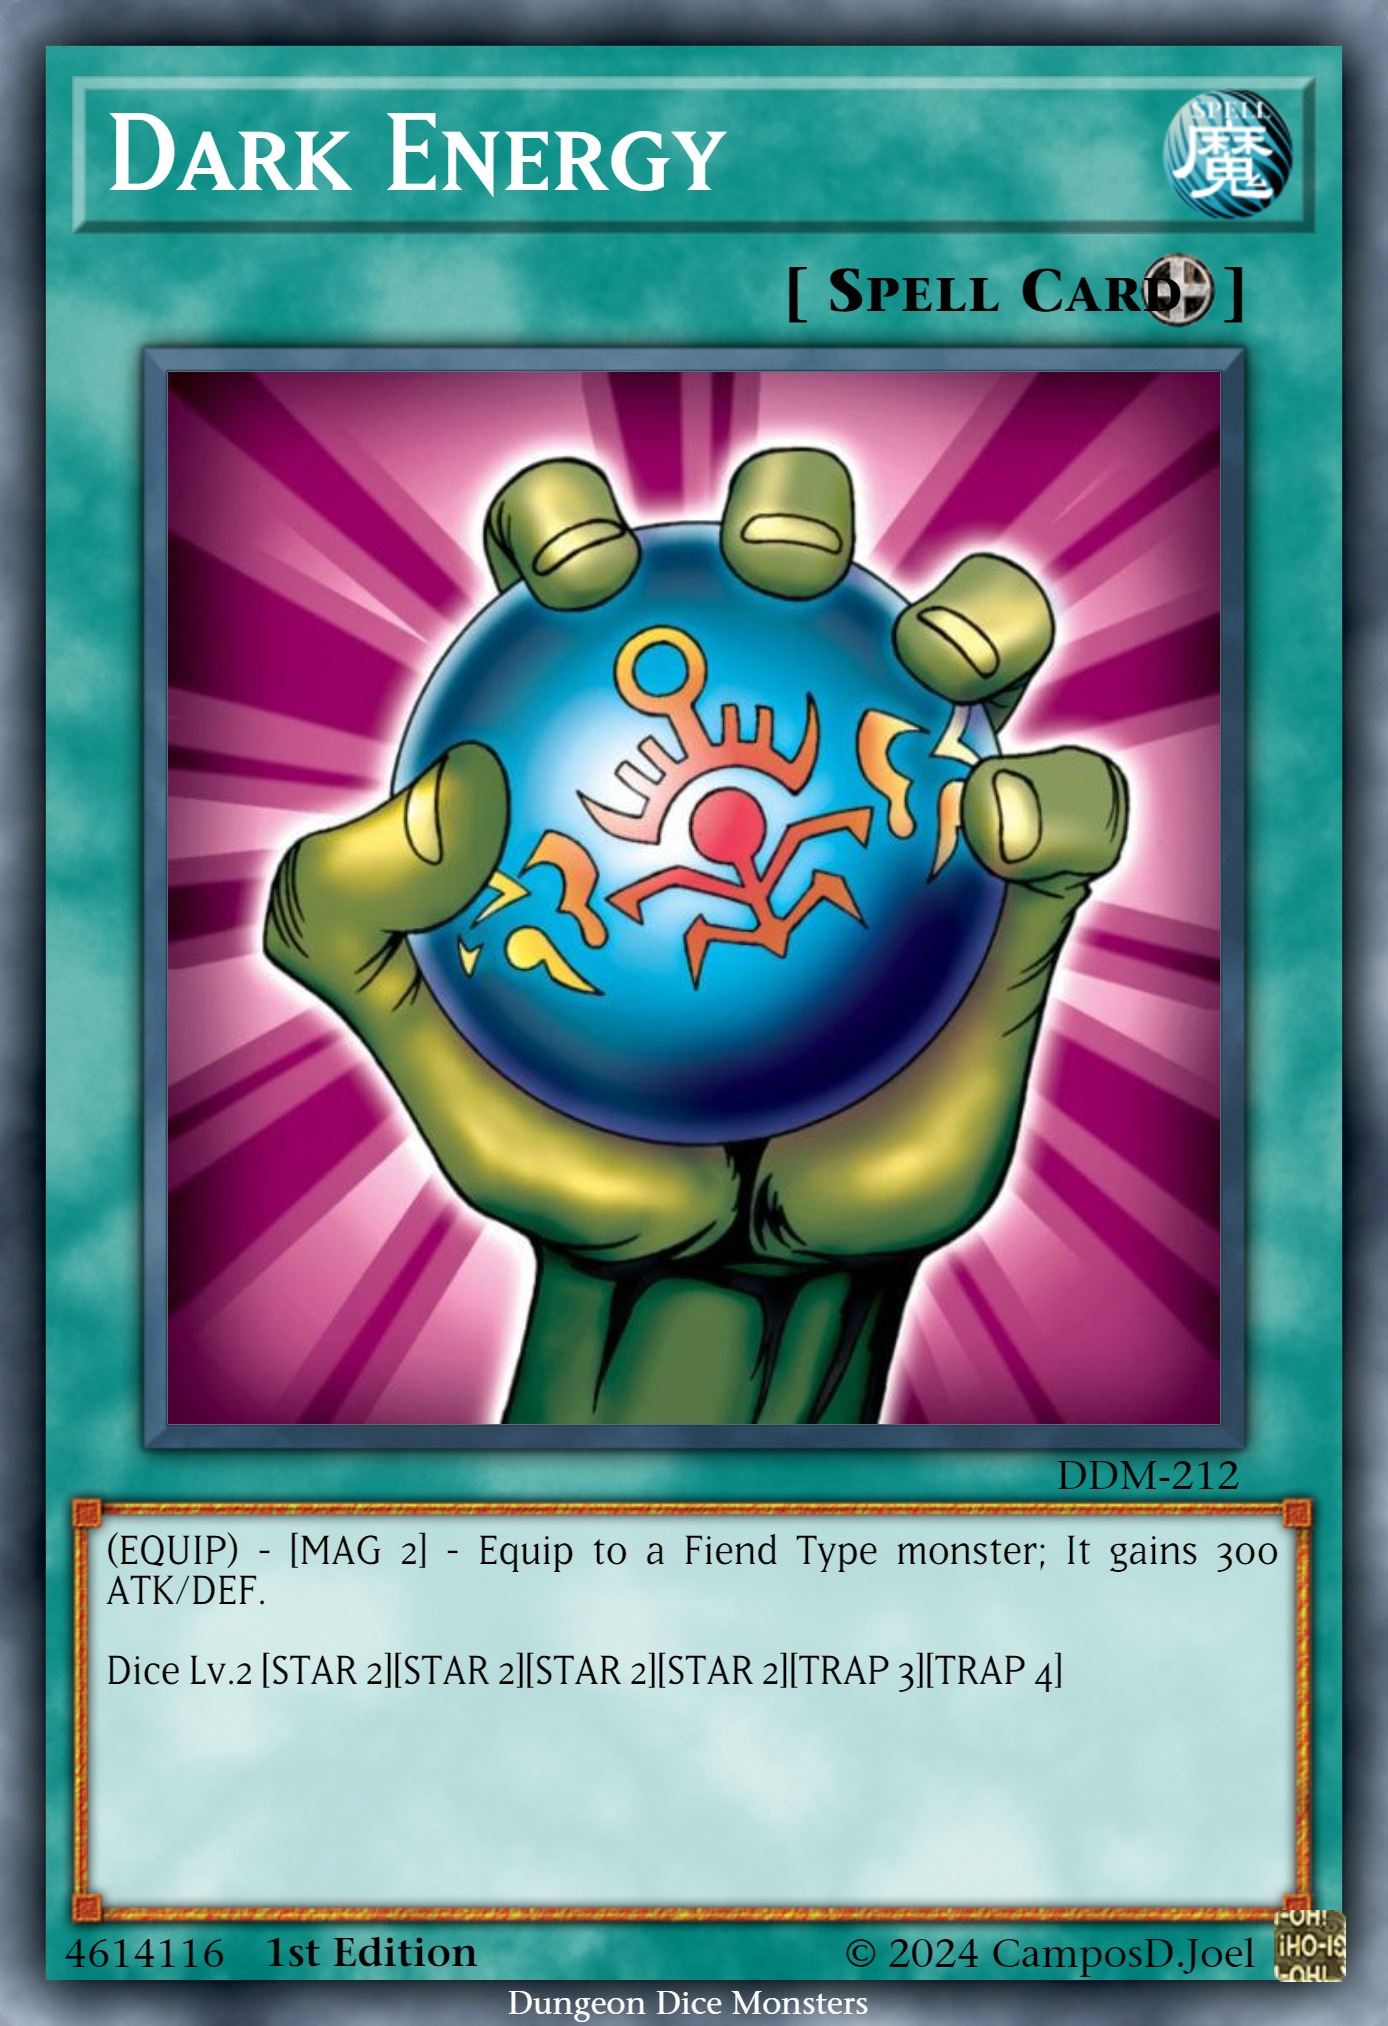 Dark Energy
SPELL
魔
[ Spell Card ]
DDM-212
(EQUIP) - [MAG 2] - Equip to a Fiend Type monster; It gains 300
ATK/DEF.
Dice Lv.2 [STAR 2][STAR 2][STAR 2][STAR 2][TRAP 3][TRAP 4]
4614116 1st Edition
© 2024 CamposD.Joel
Dungeon Dice Monsters